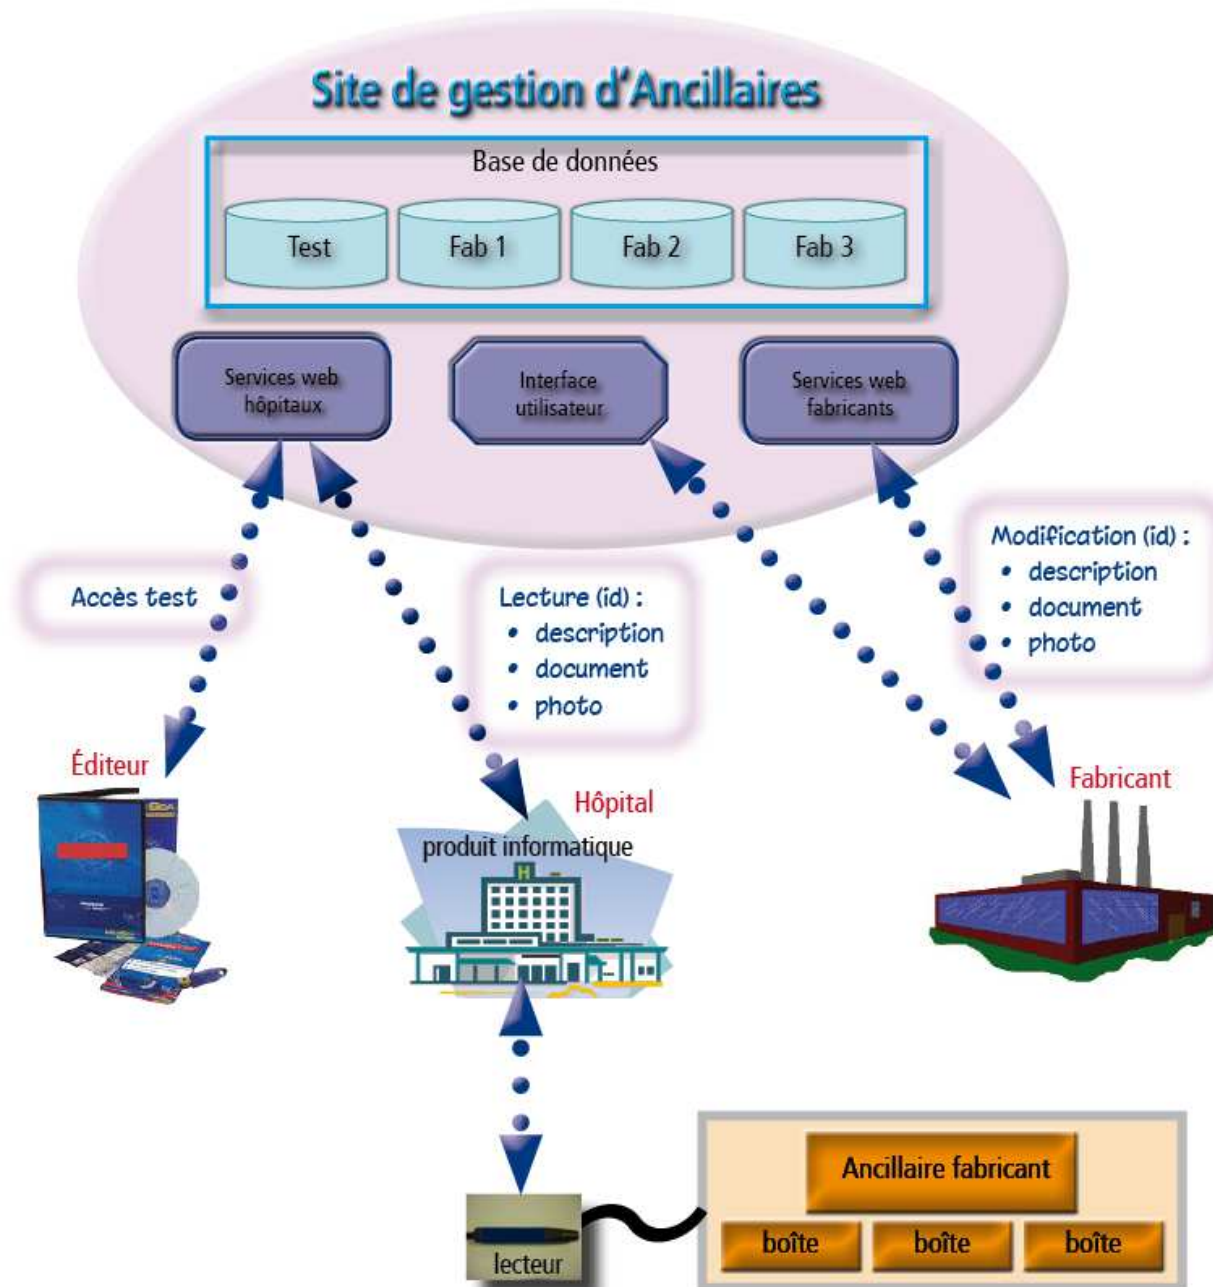 Site de gestion d'Ancillaires
Base de données
Test
Fab 1
Fab 2
Fab 3
Services web
hôpitaux
Interface
utilisateur
Services web
fabricants
Accès test
Lecture (id) :
• description
• document
• photo
Modification (id) :
• description
• document
• photo
Éditeur
Hôpital
produit informatique
H
Fabricant
lecteur
Ancillaire fabricant
boîte
boîte
boîte